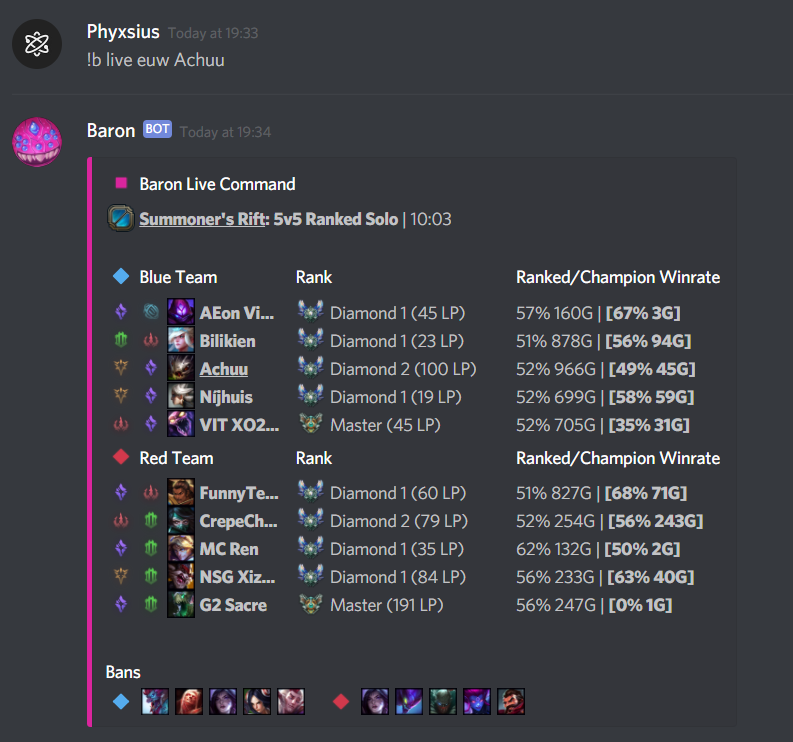 Phyxsius Today at 19:33
!b live euw Achuu
Baron BOT Today at 19:34
Baron Live Command
Summoner's Rift: 5v5 Ranked Solo | 10:03
Blue Team Rank Ranked/Champion Winrate
AEon Vi... Diamond 1 (45 LP) 57% 160G | [67% 3G]
Bilikien Diamond 1 (23 LP) 51% 878G | [56% 94G]
Achuu Diamond 2 (100 LP) 52% 966G | [49% 45G]
Níjhuis Diamond 1 (19 LP) 52% 699G | [58% 59G]
VIT XO2... Master (45 LP) 52% 705G | [35% 31G]
Red Team Rank Ranked/Champion Winrate
FunnyTe... Diamond 1 (60 LP) 51% 827G | [68% 71G]
CrepeCh... Diamond 2 (79 LP) 52% 254G | [56% 243G]
MC Ren Diamond 1 (35 LP) 62% 132G | [50% 2G]
NSG Xiz... Diamond 1 (84 LP) 56% 233G | [63% 40G]
G2 Sacre Master (191 LP) 56% 247G | [0% 1G]
Bans